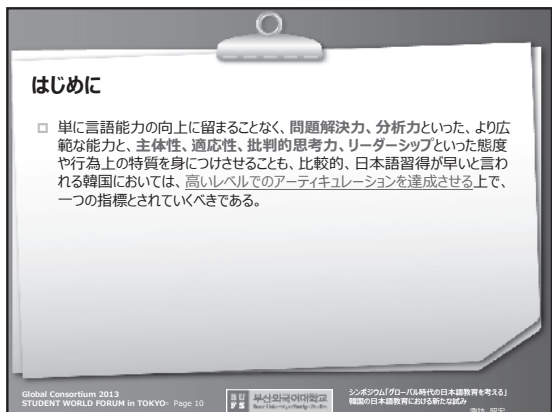 はじめに
□ 単に言語能力の向上に留まることなく、問題解決力、分析力といった、より広
範な能力と、主体性、適応性、批判的思考力、リーダーシップといった態度
や行為上の特質を身につけさせることも、比較的、日本語習得が早いと言わ
れる韓国においては、高いレベルでのアーティキュレーションを達成させる上で、
一つの指標とされていくべきである。
Global Consortium 2013
STUDENT WORLD FORUM in TOKYO- Page 10
BU
FS
부산외국어대학교
Busan University of Foreign Studies
シンポジウム「グローバル時代の日本語教育を考える」
韓国の日本語教育における新たな試み